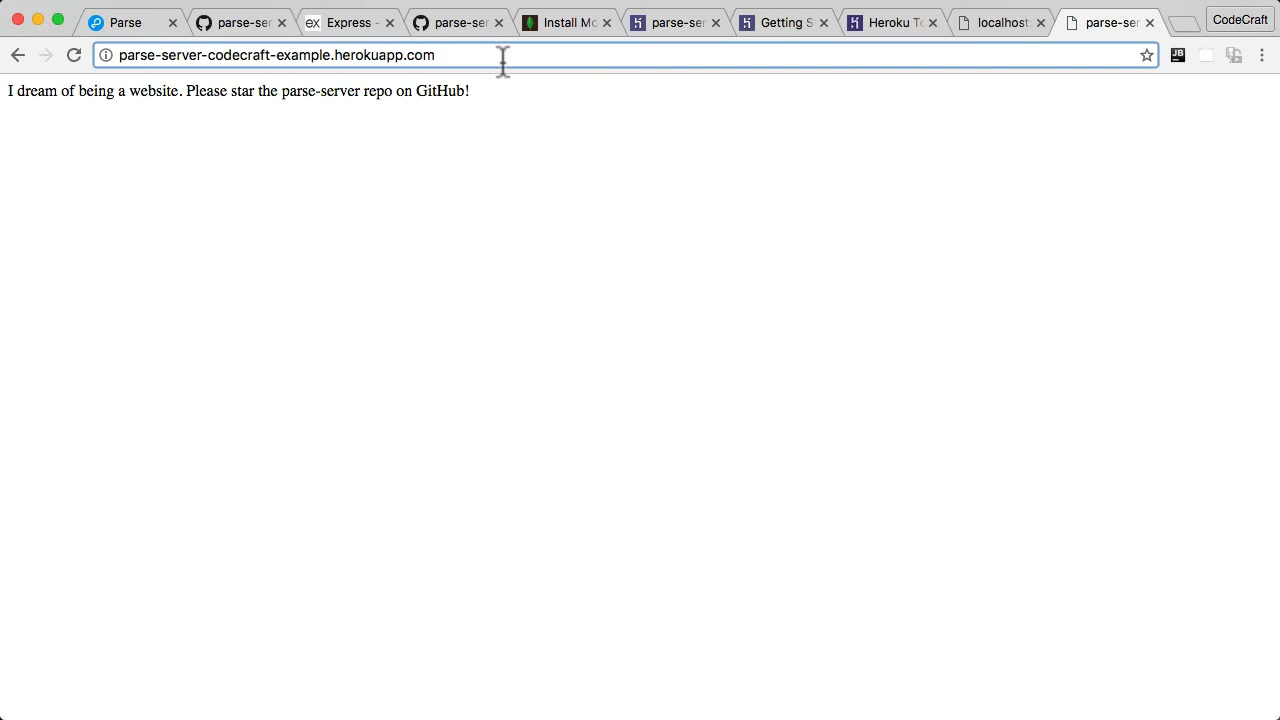 Parse
parse-ser
Express -
parse-ser
Install Mo
parse-ser
Getting S
Heroku To
localhost:
parse-ser
CodeCraft
parse-server-codecraft-example.herokuapp.com
JB
I dream of being a website. Please star the parse-server repo on GitHub!